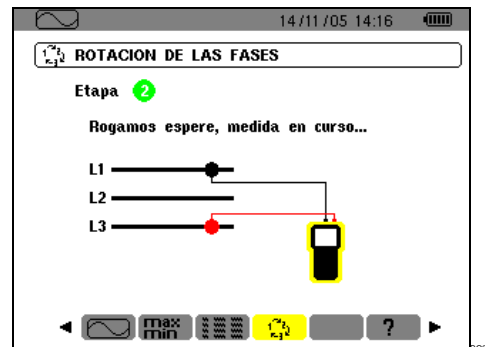 14/11/05 14:16
ROTACION DE LAS FASES
Etapa 2
Rogamos espere, medida en curso...
L1
L2
L3
max
min
?